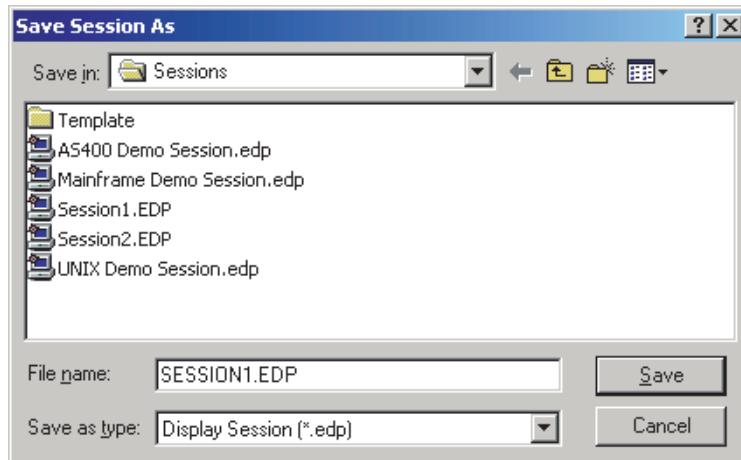 Save Session As
Save in: Sessions
Template
AS400 Demo Session.edp
Mainframe Demo Session.edp
Session1.EDP
Session2.EDP
UNIX Demo Session.edp
File name: SESSION1.EDP Save
Save as type: Display Session (*.edp) Cancel